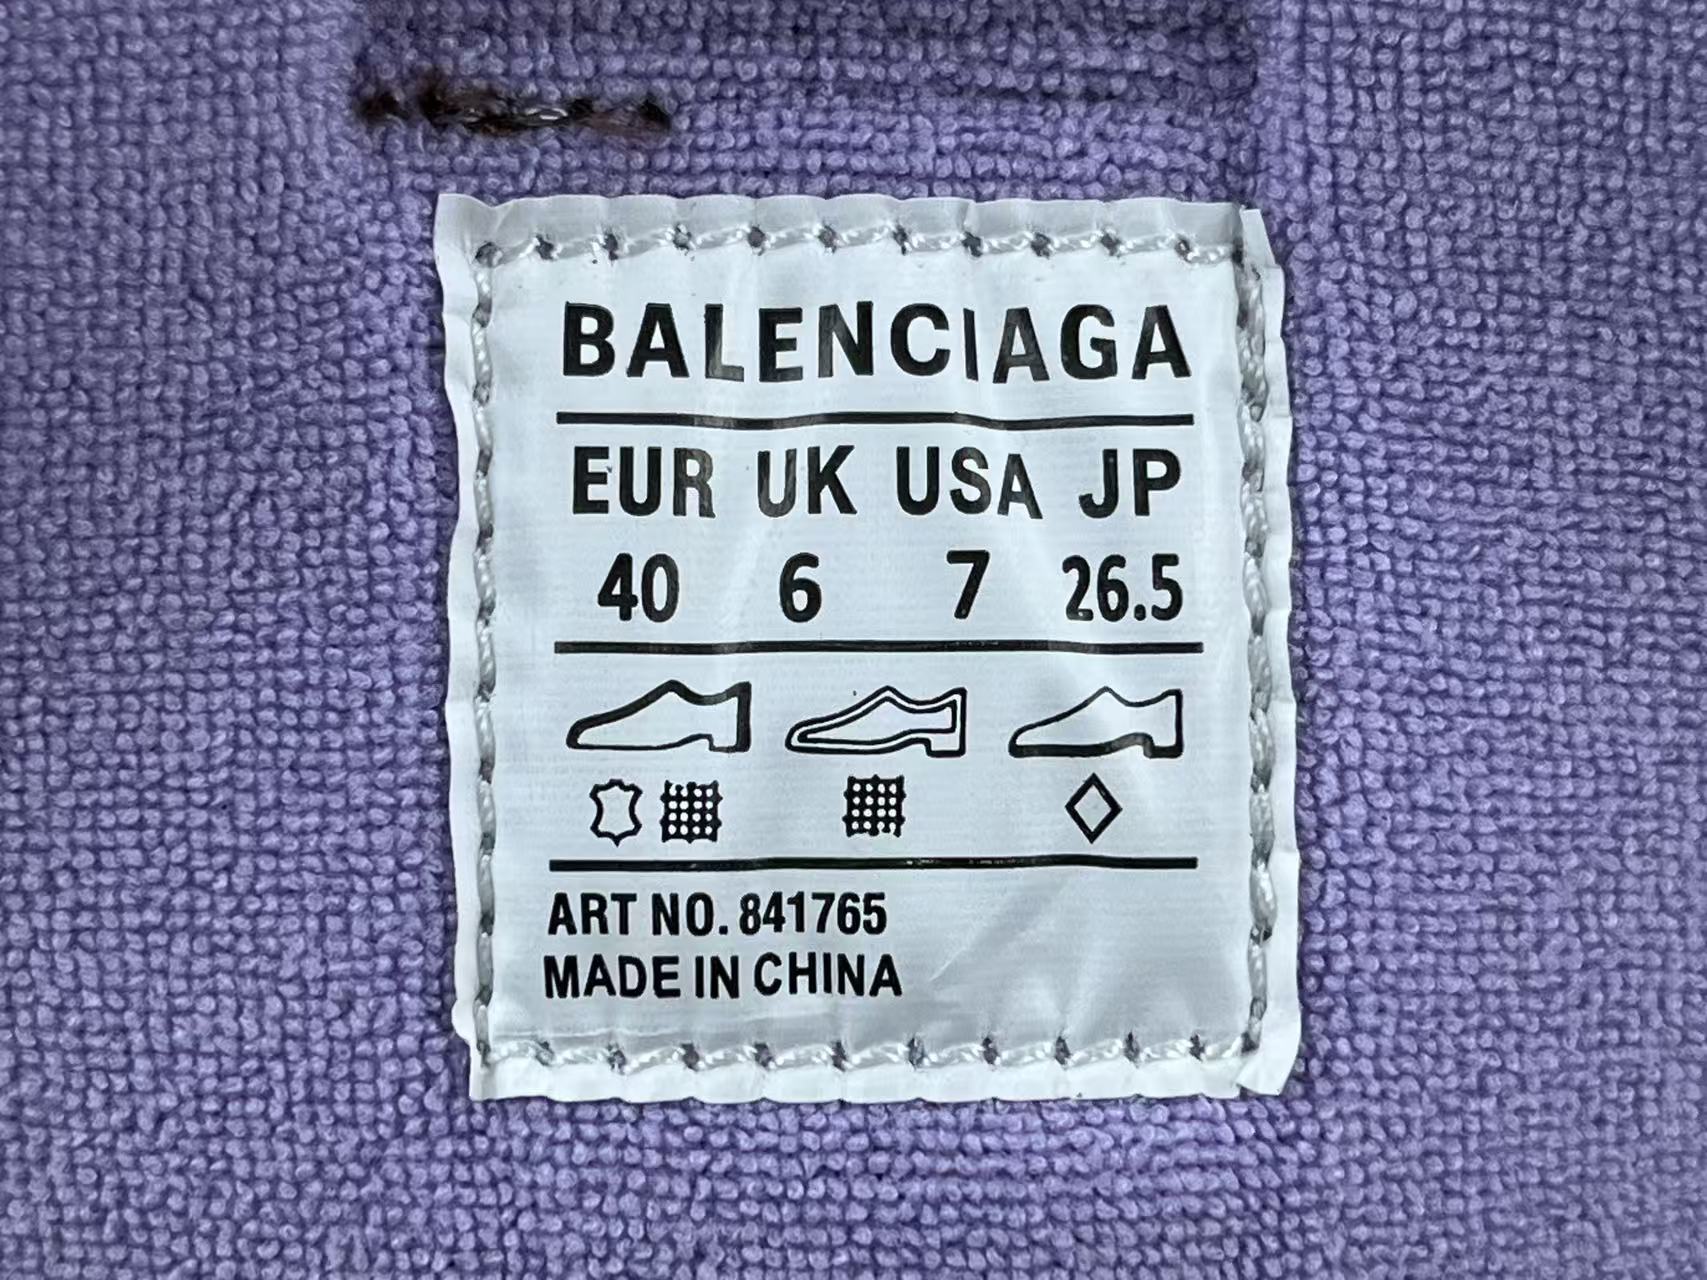 BALENCIAGA
EUR UK USA JP
40 6 7 26.5
ART NO. 841765
MADE IN CHINA